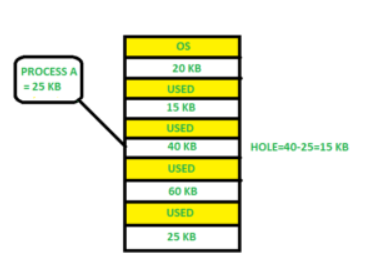 PROCESS A
= 25 KB
OS
20 KB
USED
15 KB
USED
40 KB
HOLE=40-25=15 KB
USED
60 KB
USED
25 KB